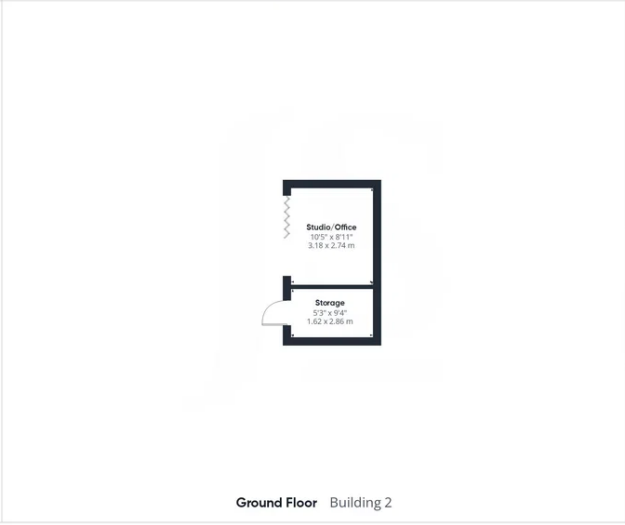 Studio/Office
10'5" x 8'11"
3.18 x 2.74 m
Storage
5'3" x 9'4"
1.62 x 2.86 m
Ground Floor Building 2